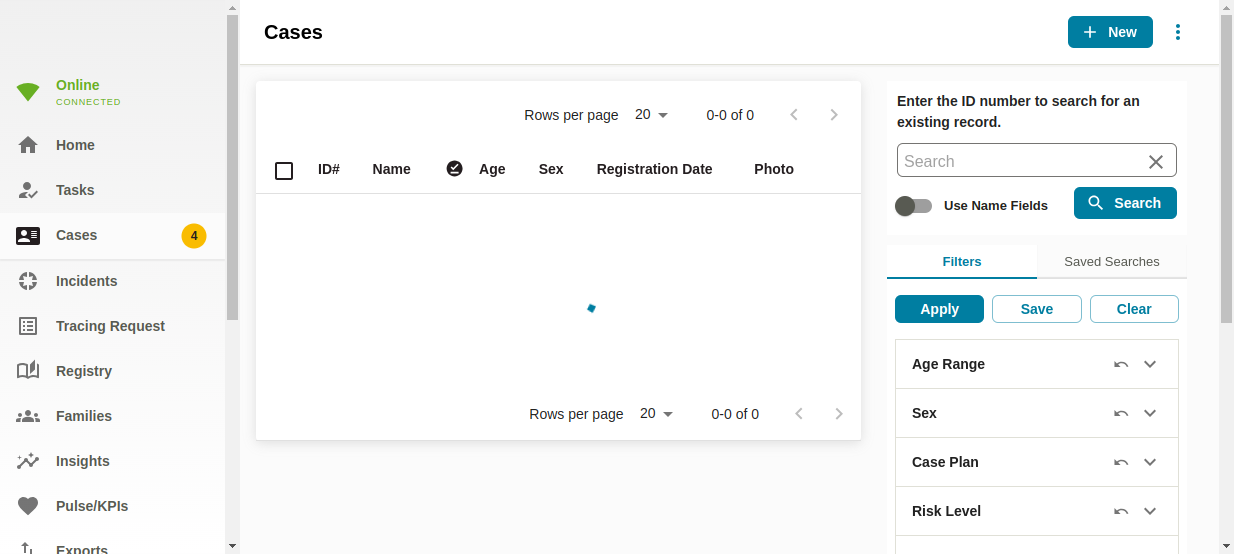 Cases
New
Online
CONNECTED
Home
Tasks
Cases
4
Incidents
Tracing Request
Registry
Families
Insights
Pulse/KPIs
Exports
Rows per page 20 0-0 of 0
ID# Name Age Sex Registration Date Photo
Rows per page 20 0-0 of 0
Enter the ID number to search for an
existing record.
Search
Use Name Fields
Search
Filters Saved Searches
Apply Save Clear
Age Range
Sex
Case Plan
Risk Level